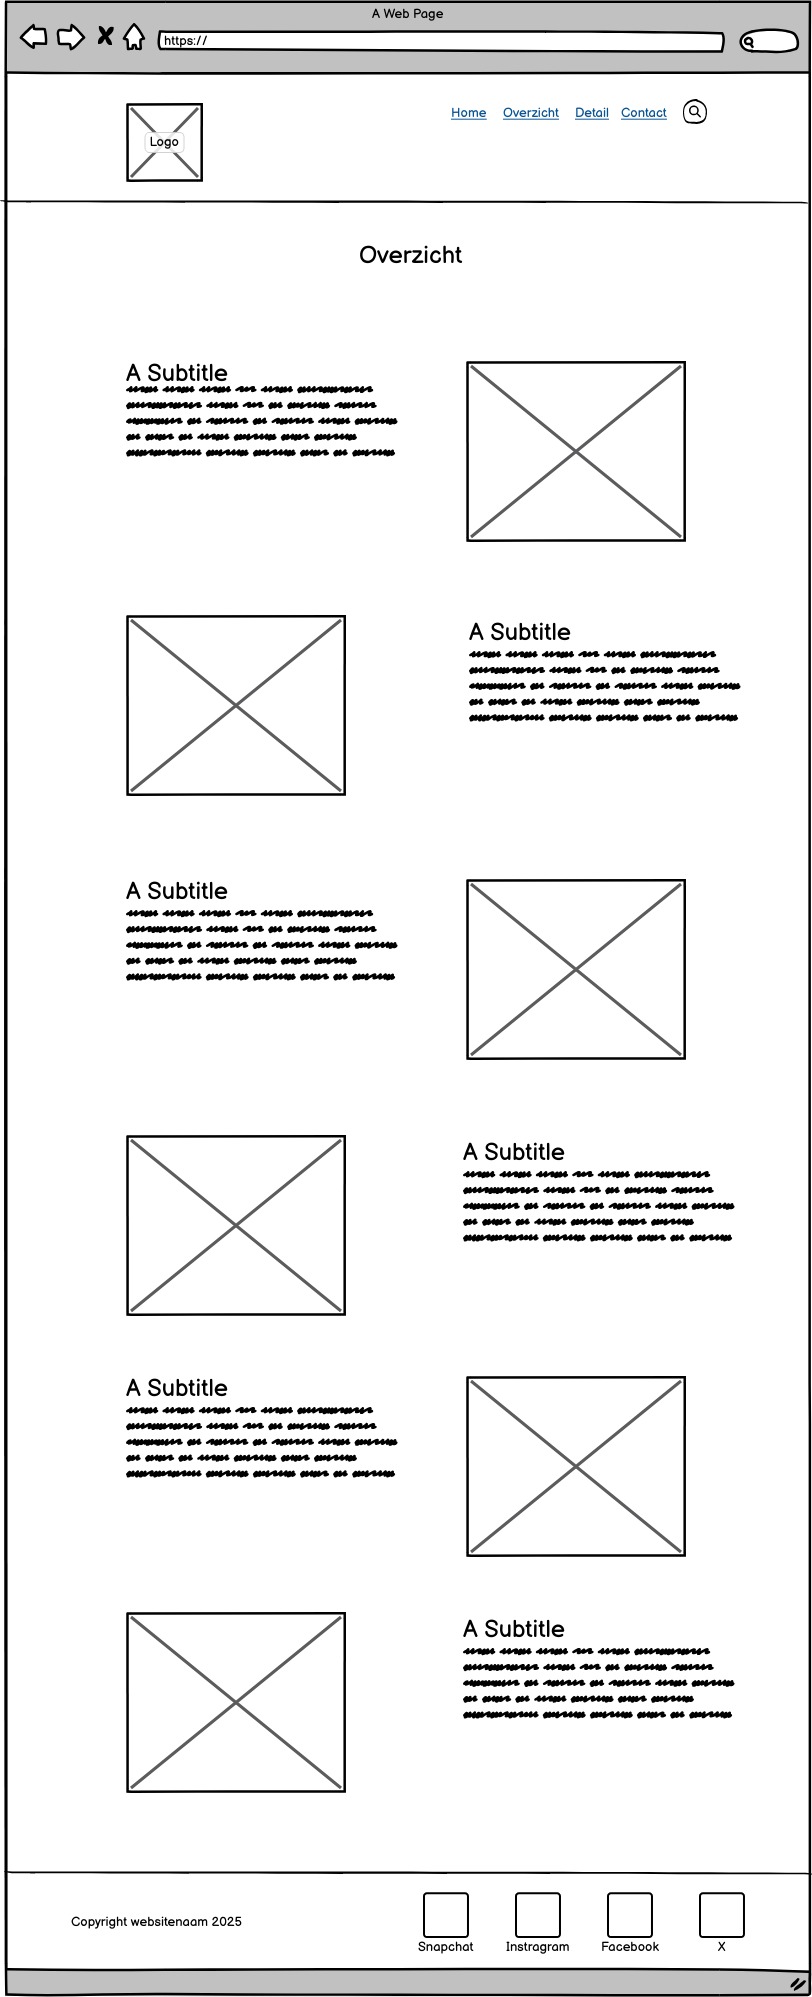 A Web Page
https://
Logo
Home Overzicht Detail Contact
Overzicht
A Subtitle
A Subtitle
A Subtitle
A Subtitle
A Subtitle
A Subtitle
Copyright websitenaam 2025
Snapchat Instragram Facebook X